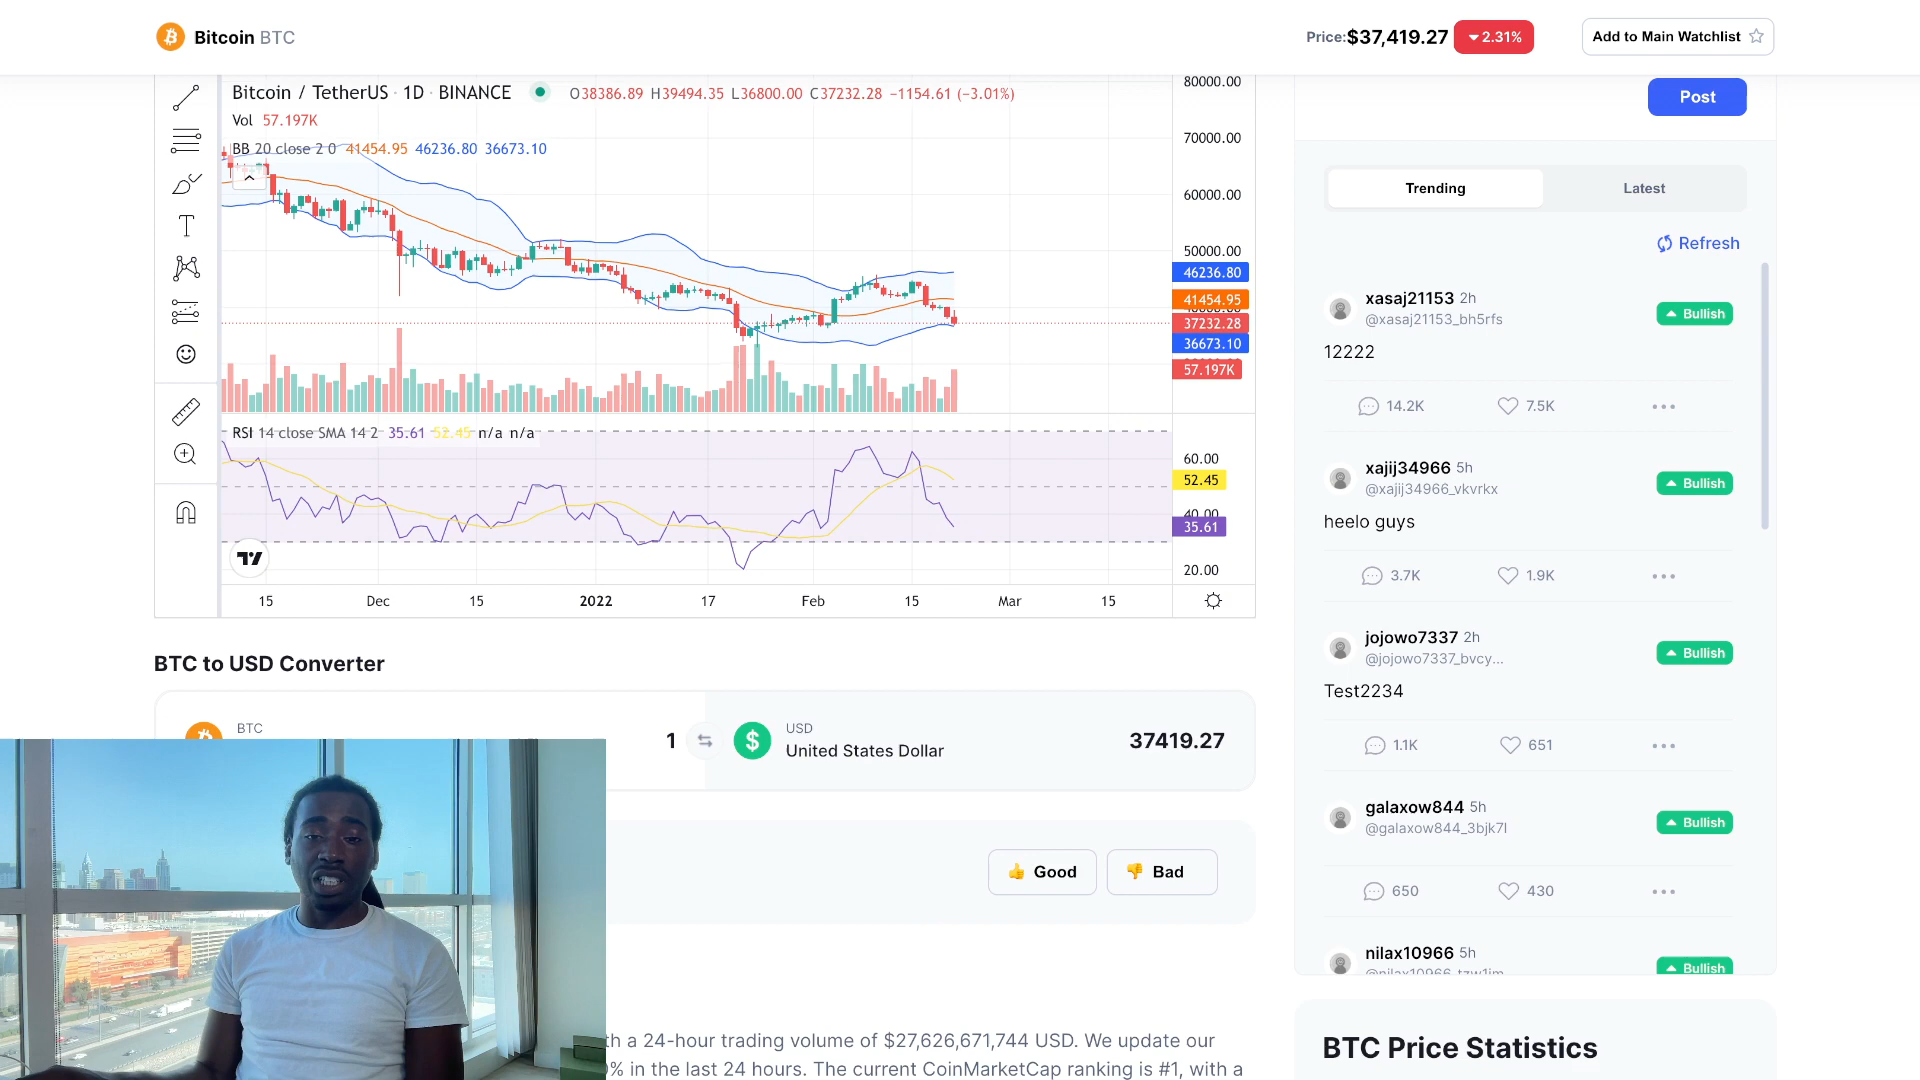 Bitcoin BTC
Price:$37,419.27 2.31%
Add to Main Watchlist
Bitcoin / TetherUS · 1D · BINANCE O38386.89 H39494.35 L36800.00 C37232.28 −1154.61 (−3.01%)
Vol 57.197K
BB 20 close 2 0 41454.95 46236.80 36673.10
80000.00
70000.00
60000.00
50000.00
46236.80
41454.95
37232.28
36673.10
57.197K
RSI 14 close SMA 14 2 35.61 52.45 n/a n/a
60.00
52.45
40.00
35.61
20.00
15 Dec 15 2022 17 Feb 15 Mar 15
BTC to USD Converter
BTC
1
USD
United States Dollar
37419.27
👍 Good
👎 Bad
th a 24-hour trading volume of $27,626,671,744 USD. We update our
% in the last 24 hours. The current CoinMarketCap ranking is #1, with a
Post
Trending Latest
Refresh
xasaj21153 2h
@xasaj21153_bh5rfs
Bullish
12222
14.2K 7.5K
xajij34966 5h
@xajij34966_vkvrkx
Bullish
heelo guys
3.7K 1.9K
jojowo7337 2h
@jojowo7337_bvcy...
Bullish
Test2234
1.1K 651
galaxow844 5h
@galaxow844_3bjk7l
Bullish
650 430
nilax10966 5h
Bullish
BTC Price Statistics